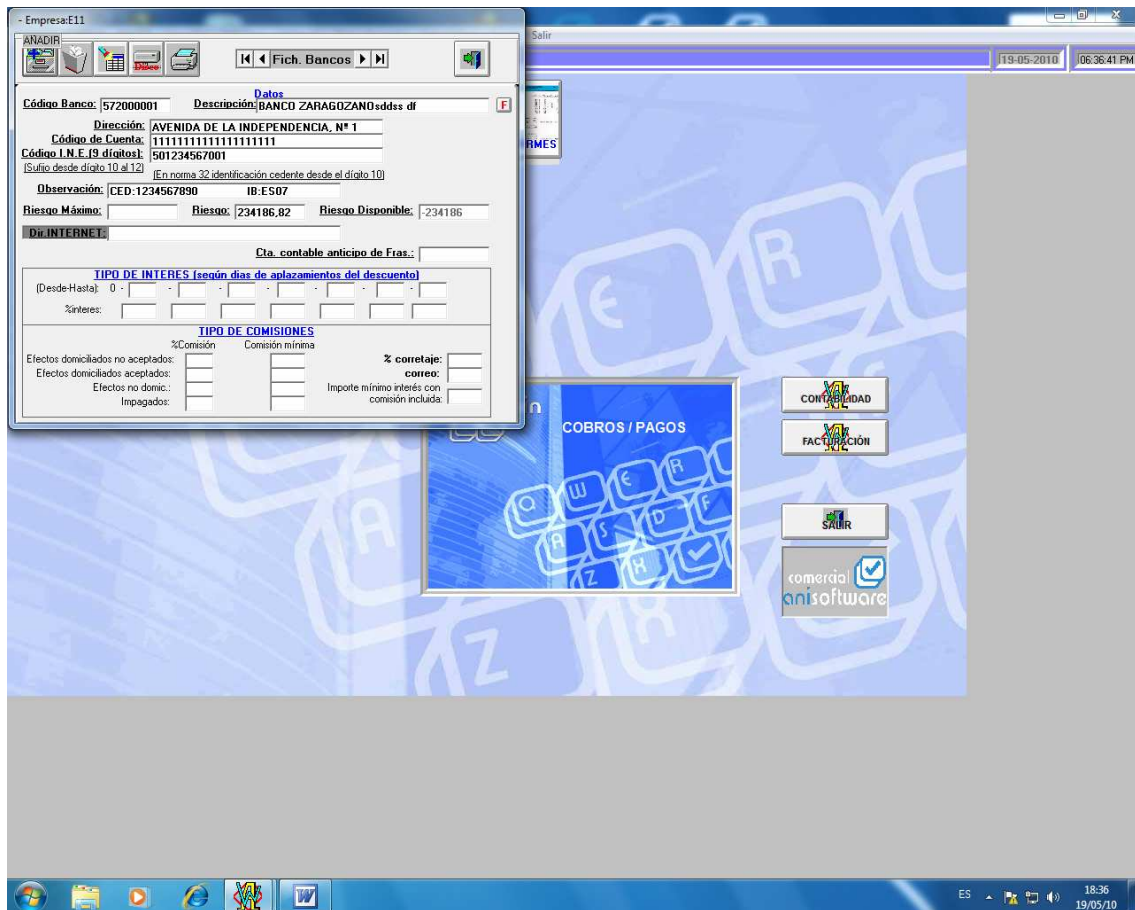 - Empresa:E11
Salir
AÑADIR
Fich. Bancos
19-05-2010
06:36:41 PM
Datos
Código Banco: 572000001 Descripción: BANCO ZARAGOZANOsddss df F
Dirección: AVENIDA DE LA INDEPENDENCIA, Nº 1
Código de Cuenta: 11111111111111111111
Código I.N.E.(9 dígitos): 501234567001
(Sufijo desde dígito 10 al 12) (En norma 32 identificación cedente desde el dígito 10)
Observación: CED:1234567890 IB:ES07
Riesgo Máximo: Riesgo: 234186,82 Riesgo Disponible: -234186
Dir.INTERNET:
Cta. contable anticipo de Fras.:
TIPO DE INTERES (según dias de aplazamientos del descuento)
(Desde-Hasta): 0 - - - - - - -
%interes:
TIPO DE COMISIONES
%Comisión Comisión mínima
Efectos domiciliados no aceptados: % corretaje:
Efectos domiciliados aceptados: correo:
Efectos no domic.: Importe mínimo interés con
Impagados: comisión incluida:
RMES
COBROS / PAGOS
CONTABILIDAD
FACTURACIÓN
SALIR
comercial
anisoftware
Q W E R
A S D F
Z X
E R
A
Z X
ES
18:36
19/05/10